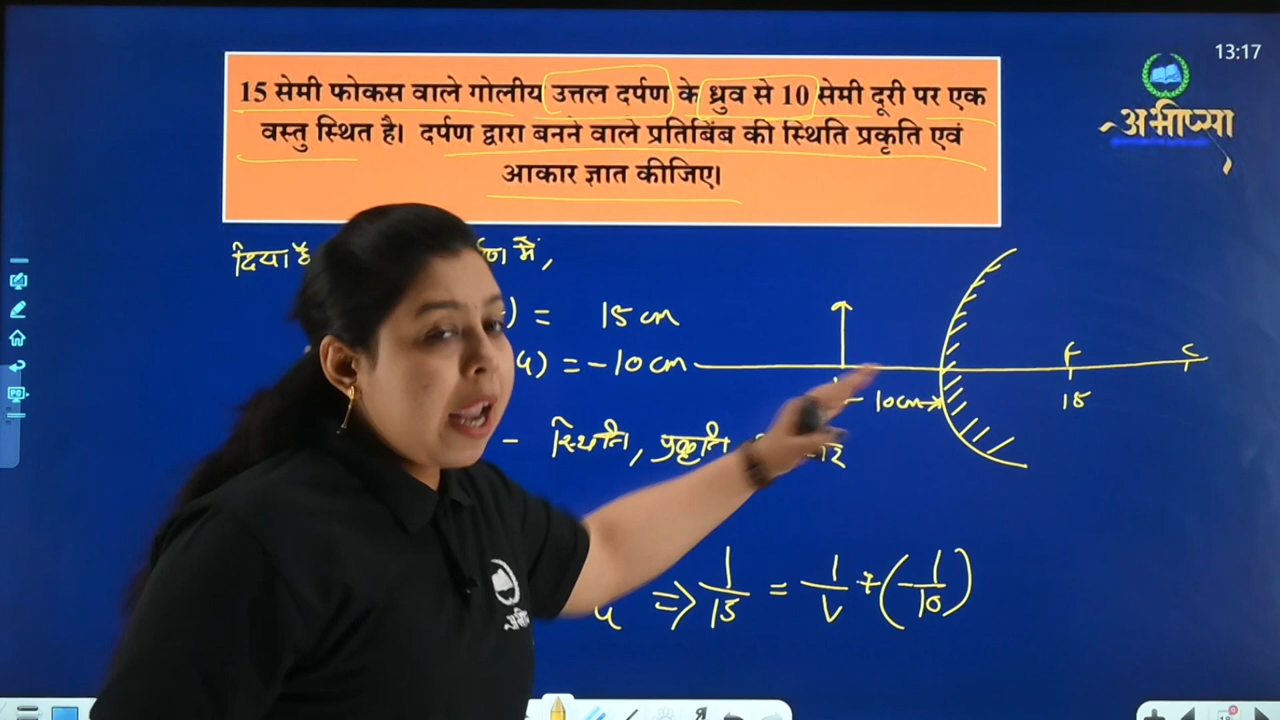 13:17
15 सेमी फोकस वाले गोलीय उत्तल दर्पण के ध्रुव से 10 सेमी दूरी पर एक
वस्तु स्थित है। दर्पण द्वारा बनने वाले प्रतिबिंब की स्थिति प्रकृति एवं
आकार ज्ञात कीजिए।
अभीप्सा
दिया है में,
) = 15 cm
u) = -10 cm
F C
10cm 15
- स्थिति, प्रकृति
u => 1/15 = 1/v + (-1/10)